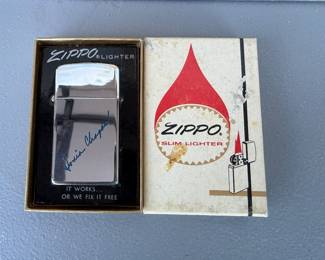 ZIPPO® LIGHTER
IT WORKS...
OR WE FIX IT FREE
ZIPPO®
SLIM LIGHTER